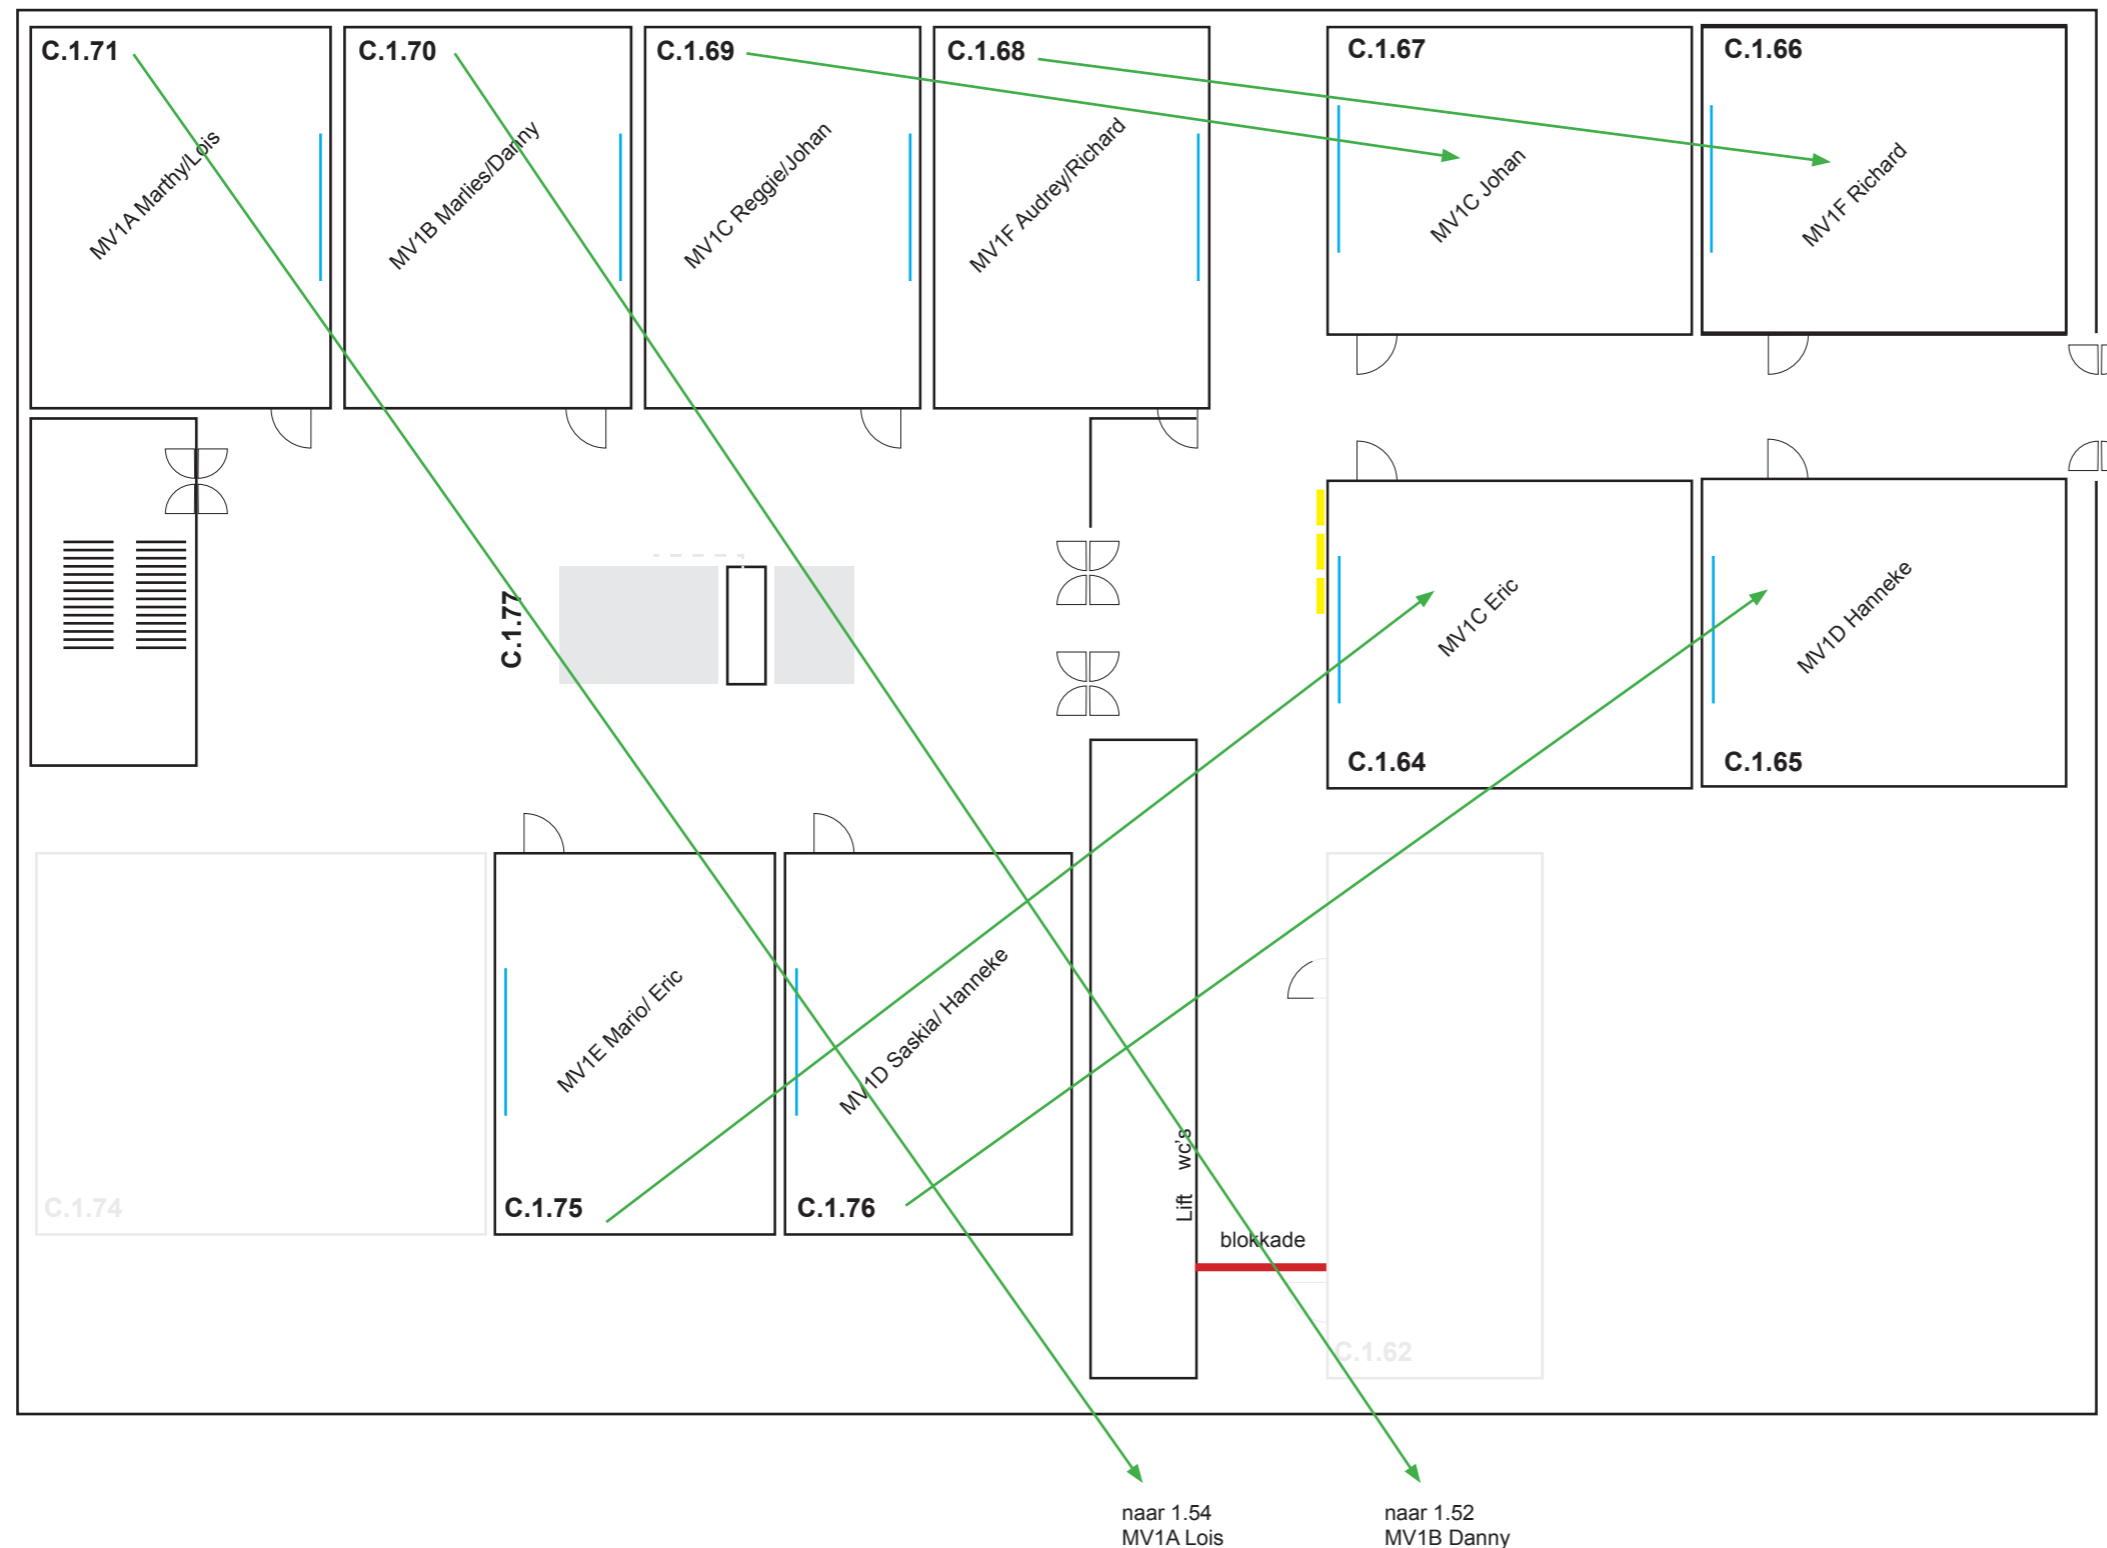 C.1.71
C.1.70
C.1.69
C.1.68
C.1.67
C.1.66
MV1A Marthy/Lois
MV1B Marlies/Danny
MV1C Reggie/Johan
MV1F Audrey/Richard
MV1C Johan
MV1F Richard
C.1.77
MV1C Eric
MV1D Hanneke
C.1.64
C.1.65
MV1E Mario/ Eric
MV1D Saskia/ Hanneke
C.1.74
C.1.75
C.1.76
Lift wc's
blokkade
C.1.62
naar 1.54
MV1A Lois
naar 1.52
MV1B Danny